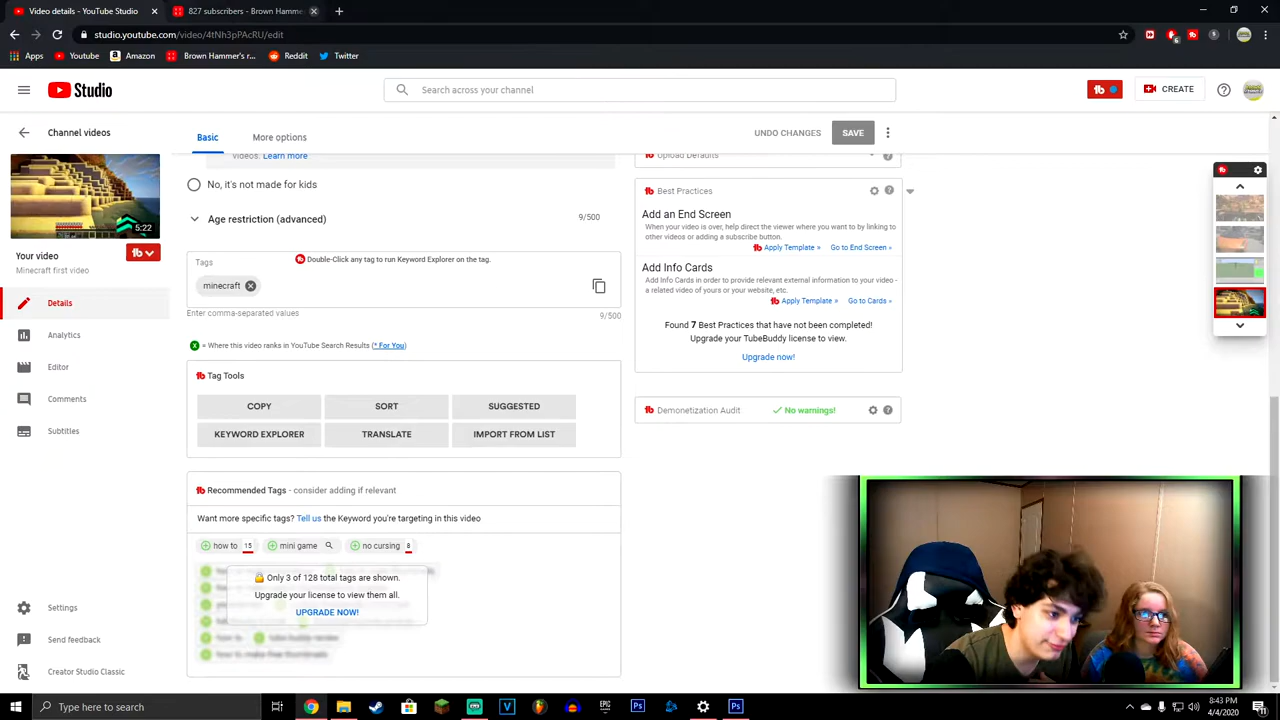 Video details - YouTube Studio
827 subscribers - Brown Hamme
studio.youtube.com/video/4tNh3pPAcrU/edit
Apps
YouTube
Amazon
Brown Hammer's r...
Reddit
Twitter
Studio
Search across your channel
CREATE
Channel videos
Basic
More options
UNDO CHANGES
SAVE
5:22
Your video
Minecraft first video
Details
Analytics
Editor
Comments
Subtitles
Settings
Send feedback
Creator Studio Classic
videos. Learn more
No, it's not made for kids
Age restriction (advanced)
9/500
Tags
Double-Click any tag to run Keyword Explorer on the tag.
minecraft
Enter comma-separated values
9/500
= Where this video ranks in YouTube Search Results (* For You)
Tag Tools
COPY
SORT
SUGGESTED
KEYWORD EXPLORER
TRANSLATE
IMPORT FROM LIST
Recommended Tags - consider adding if relevant
Want more specific tags? Tell us the Keyword you're targeting in this video
how to 15
mini game
no cursing 8
Only 3 of 128 total tags are shown.
Upgrade your license to view them all.
UPGRADE NOW!
Upload Defaults
Best Practices
Add an End Screen
When your video is over, help direct the viewer where you want to by linking to
other videos or adding a subscribe button.
Apply Template »
Go to End Screen »
Add Info Cards
Add Info Cards in order to provide relevant external information to your video -
a related video of yours or your website, etc.
Apply Template »
Go to Cards »
Found 7 Best Practices that have not been completed!
Upgrade your TubeBuddy license to view.
Upgrade now!
Demonetization Audit
No warnings!
Type here to search
8:43 PM
4/4/2020